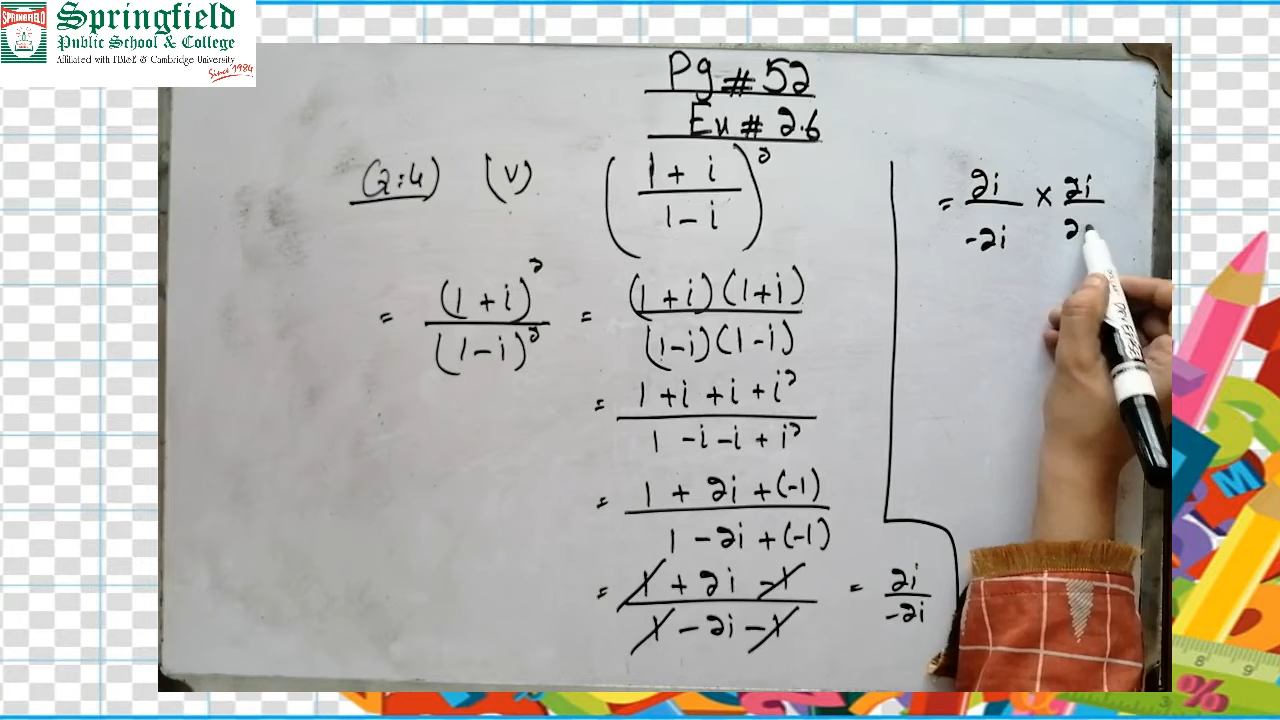 Springfield
Public School & College
Affiliated with TBkE & Cambridge University
Since 1984
Pg # 52
Ex # 2.6
(Q:4) (V) ((1 + i)/(1 - i))²
= (1 + i)²/(1 - i)² = (1 + i)(1 + i)/(1 - i)(1 - i)
= (1 + i + i + i²)/(1 - i - i + i²)
= (1 + 2i + (-1))/(1 - 2i + (-1))
= (1 + 2i - 1)/(1 - 2i - 1) = 2i/-2i
= 2i/-2i × 2i/2